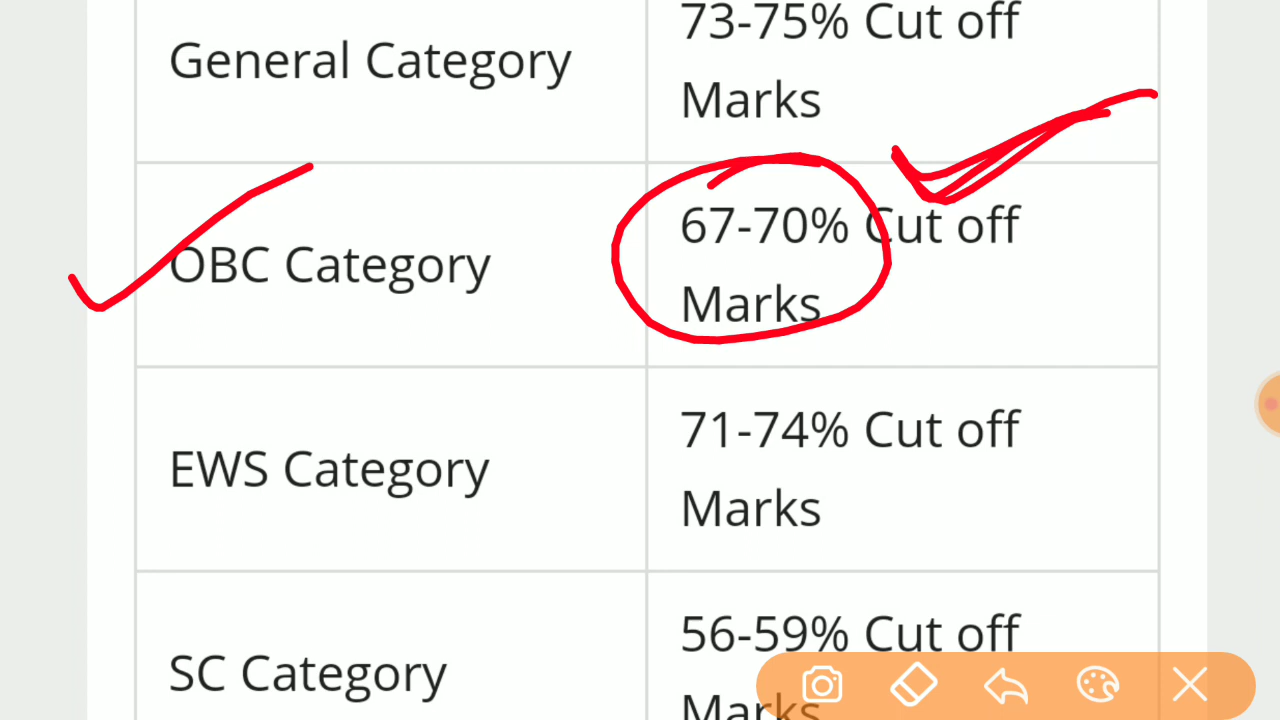 General Category
73-75% Cut off
Marks
OBC Category
67-70% Cut off
Marks
EWS Category
71-74% Cut off
Marks
SC Category
56-59% Cut off
Marks